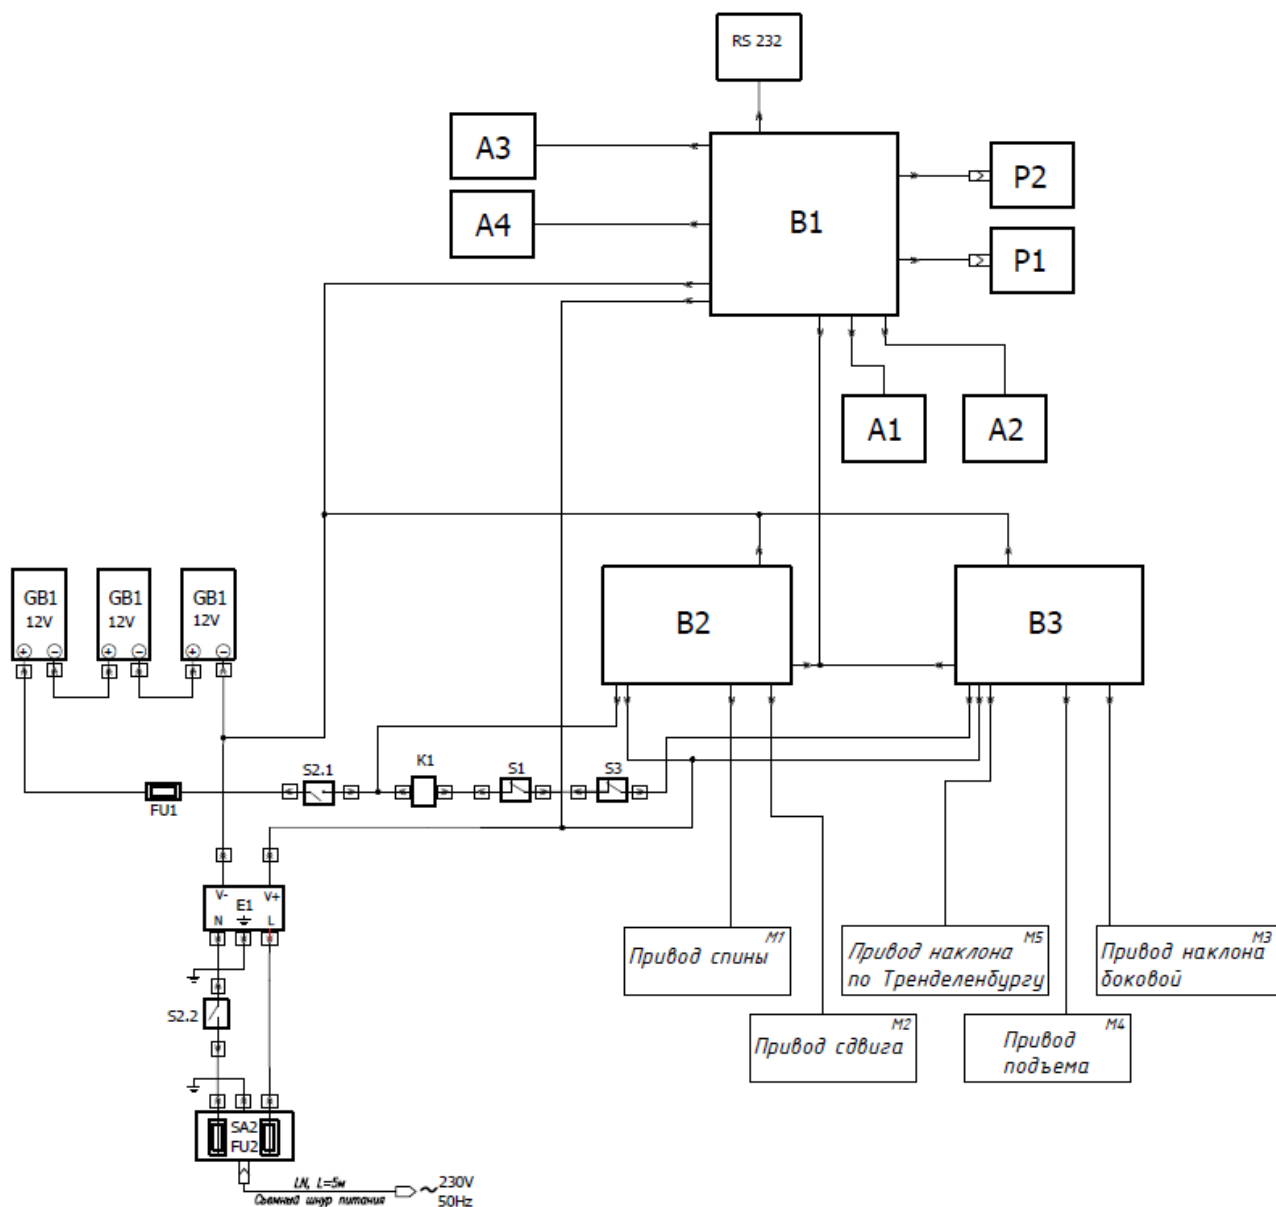 RS 232
A3
P2
A4
B1
P1
A1
A2
GB1
12V
GB1
12V
GB1
12V
B2
B3
K1
S1
S3
S2.1
FU1
V-
V+
E1
N
L
M1
Привод спины
M5
Привод наклона
по Тренделенбургу
M3
Привод наклона
боковой
S2.2
M2
Привод сдвига
M4
Привод
подъема
SA2
FU2
LN, L=5м
Съемный шнур питания
~230V
50Hz